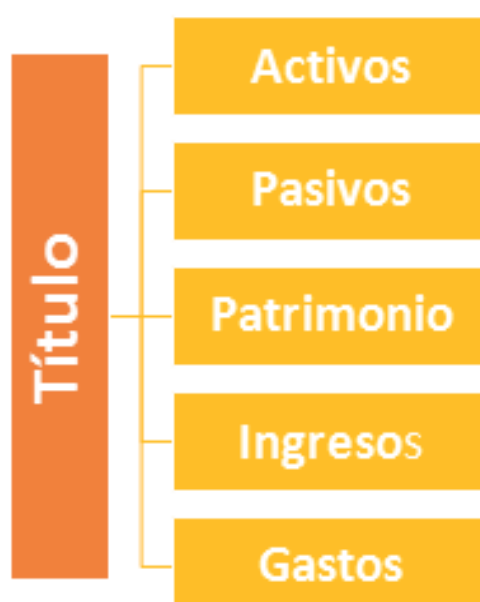 Título
Activos
Pasivos
Patrimonio
Ingresos
Gastos